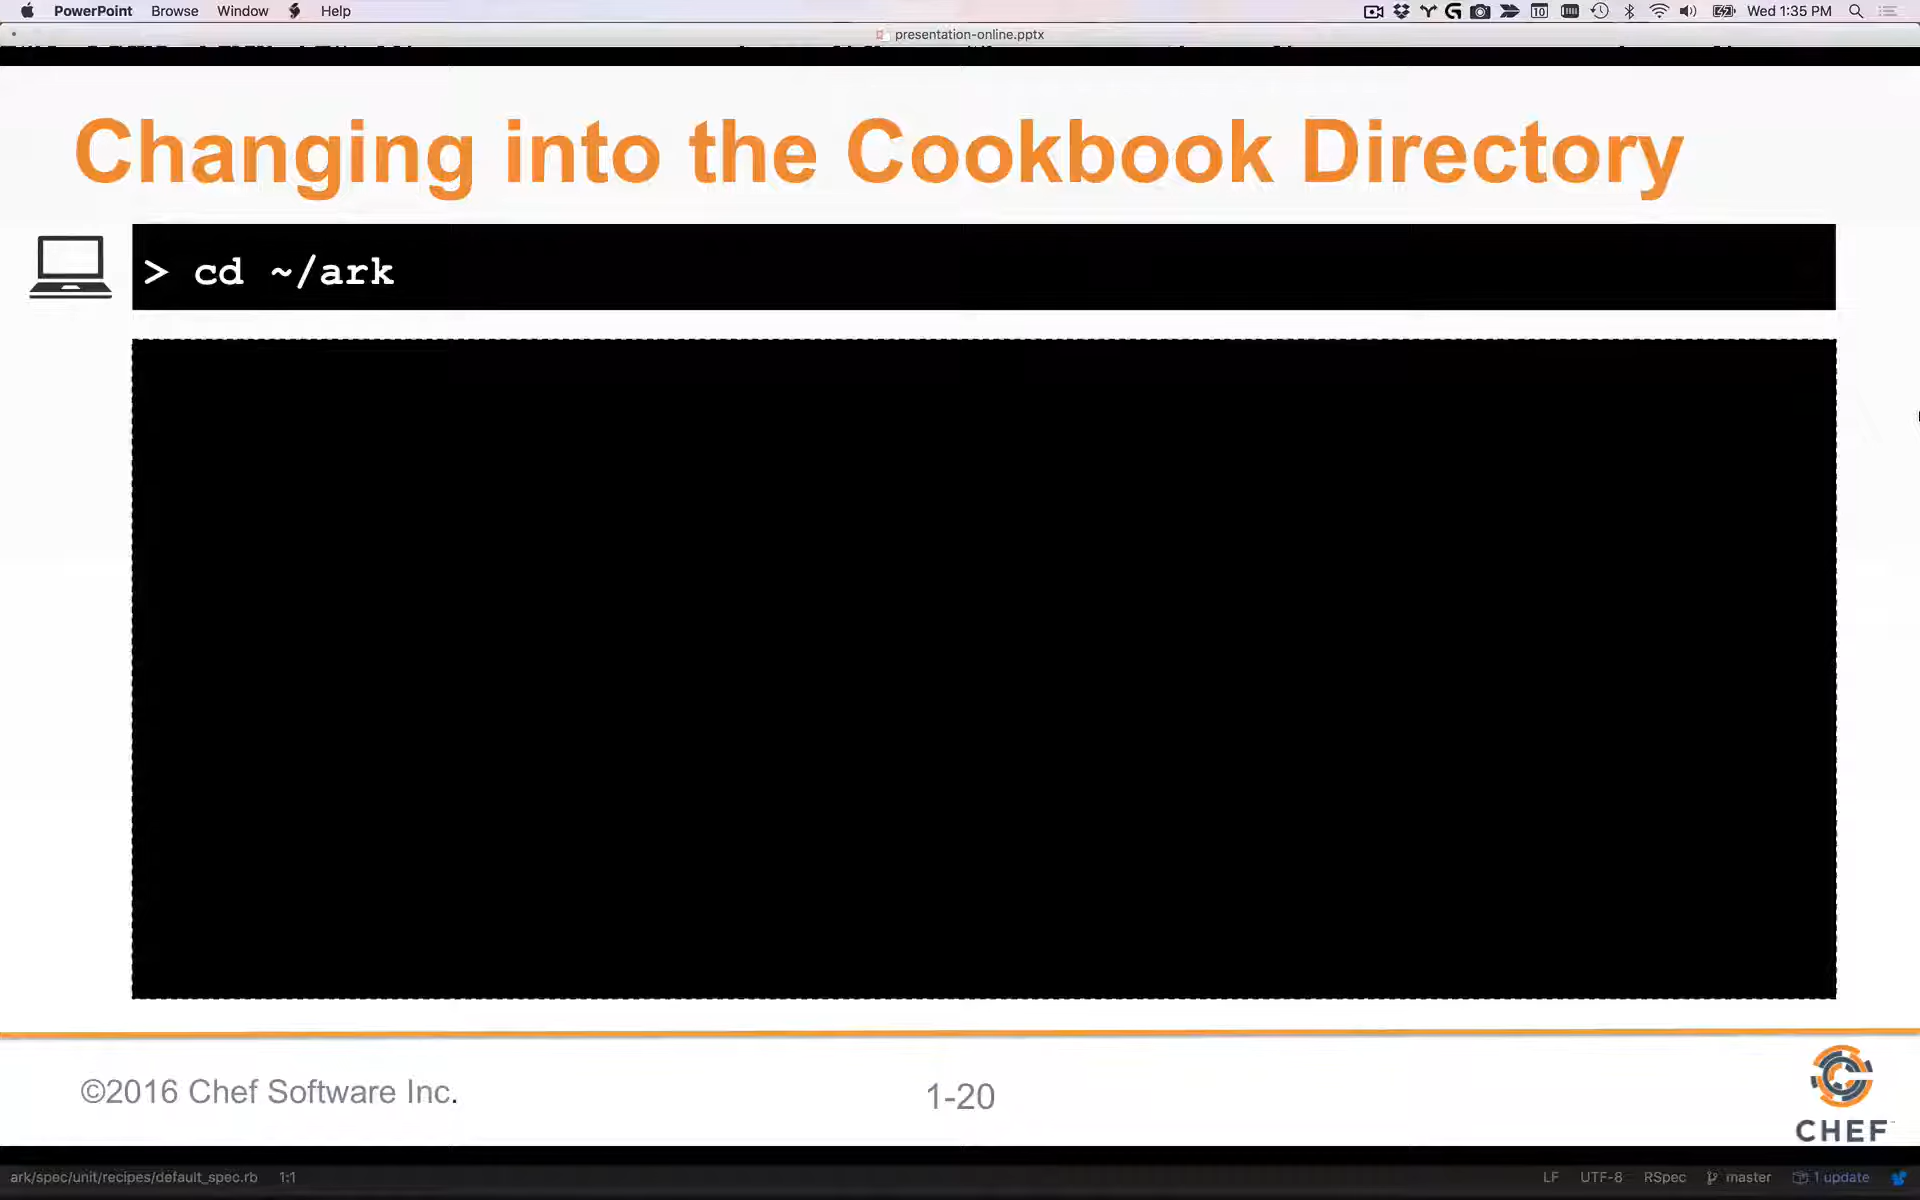 PowerPoint Browse Window Help
10
Wed 1:35 PM
presentation-online.pptx
Changing into the Cookbook Directory
> cd ~/ark
©2016 Chef Software Inc.
1-20
CHEF
ark/spec/unit/recipes/default_spec.rb 1:1
LF UTF-8 RSpec master 1 update